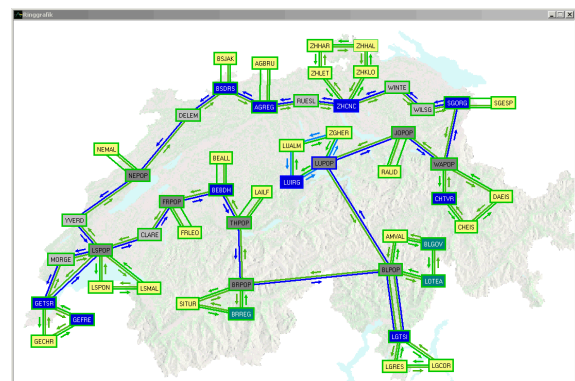 Ringgrafik
ZHHAR
ZHHAL
BSJAK
AGBRU
ZHLET
ZHKLO
BSDRS
WINTE
AGREG
RUESL
ZHCNC
SGORG
SGESP
WILSG
DELEM
ZGHER
JOPOP
LUALM
NEMAL
LUPOP
WAPOP
BEALL
RALID
NEPOP
LUIRG
BEBDH
LAILF
CHTVR
DAEIS
FRPOP
YVERD
THPOP
CHEIS
CLARE
FRLEO
AMVAL
BLGOV
LSPOP
MORGE
BLPOP
LOTEA
BRPOP
LSPON
LSMAL
GETSR
SITUR
BRREG
GEFRE
LGTSI
GECHR
LGRES
LGCOR